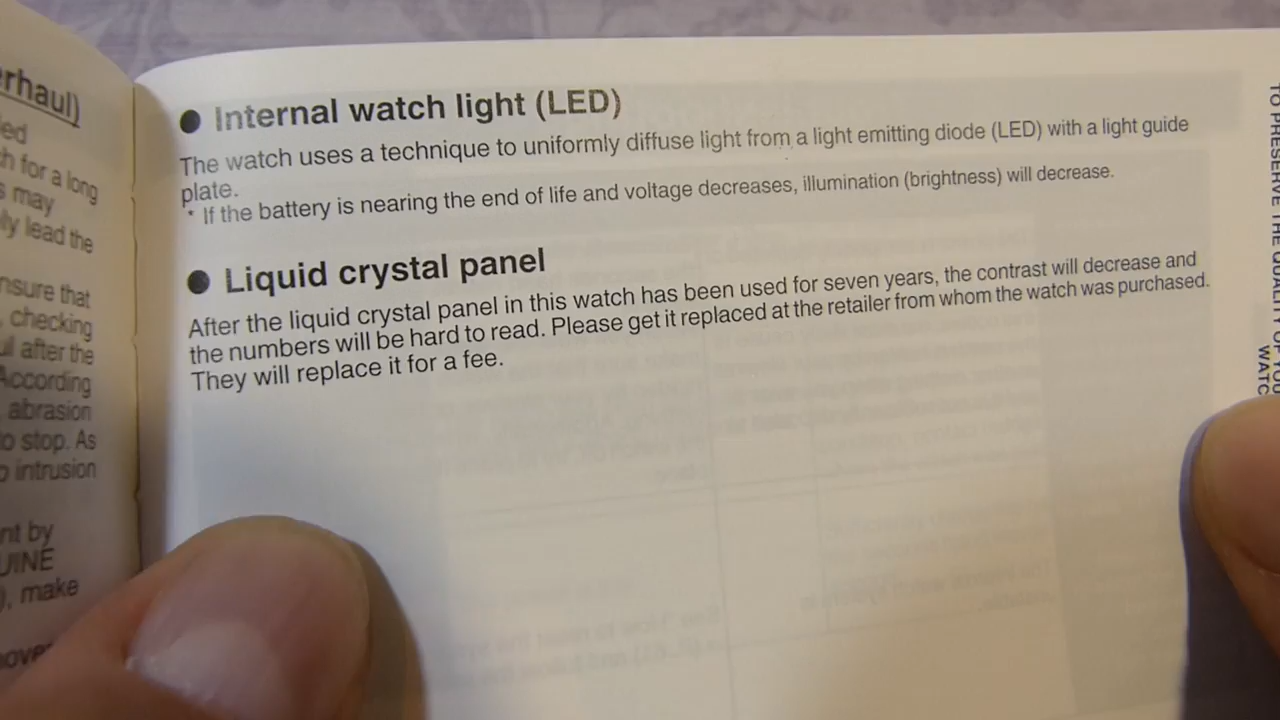 rhaul)
ed
h for a long
s may
ly lead the
nsure that
, checking
ul after the
According
, abrasion
to stop. As
o intrusion
nt by
UINE
), make
● Internal watch light (LED)
The watch uses a technique to uniformly diffuse light from a light emitting diode (LED) with a light guide
plate.
* If the battery is nearing the end of life and voltage decreases, illumination (brightness) will decrease.
● Liquid crystal panel
After the liquid crystal panel in this watch has been used for seven years, the contrast will decrease and
the numbers will be hard to read. Please get it replaced at the retailer from whom the watch was purchased.
They will replace it for a fee.
TO PRESERVE THE QUALITY OF YOU
WATC